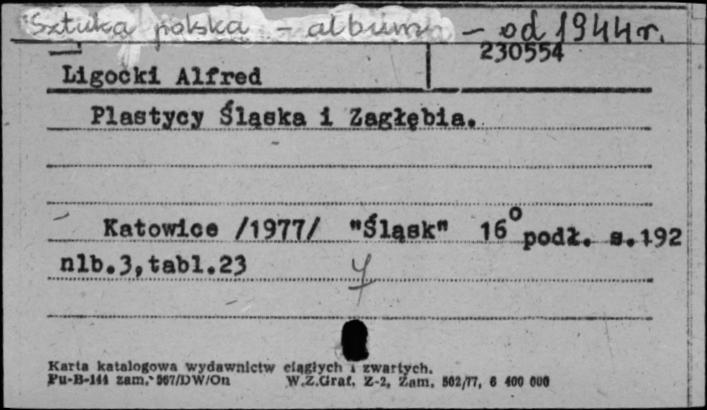 Sztuka polska - album - od 1944r.
230554
Ligocki Alfred
Plastycy Śląska i Zagłębia.
Katowice /1977/ "Śląsk" 16° podł. s.192
nlb.3,tabl.23
Karta katalogowa wydawnictw ciągłych i zwartych.
Pu-B-144 zam. 567/DW/On W.Z.Graf. Z-2, Zam. 502/77, 6 400 000